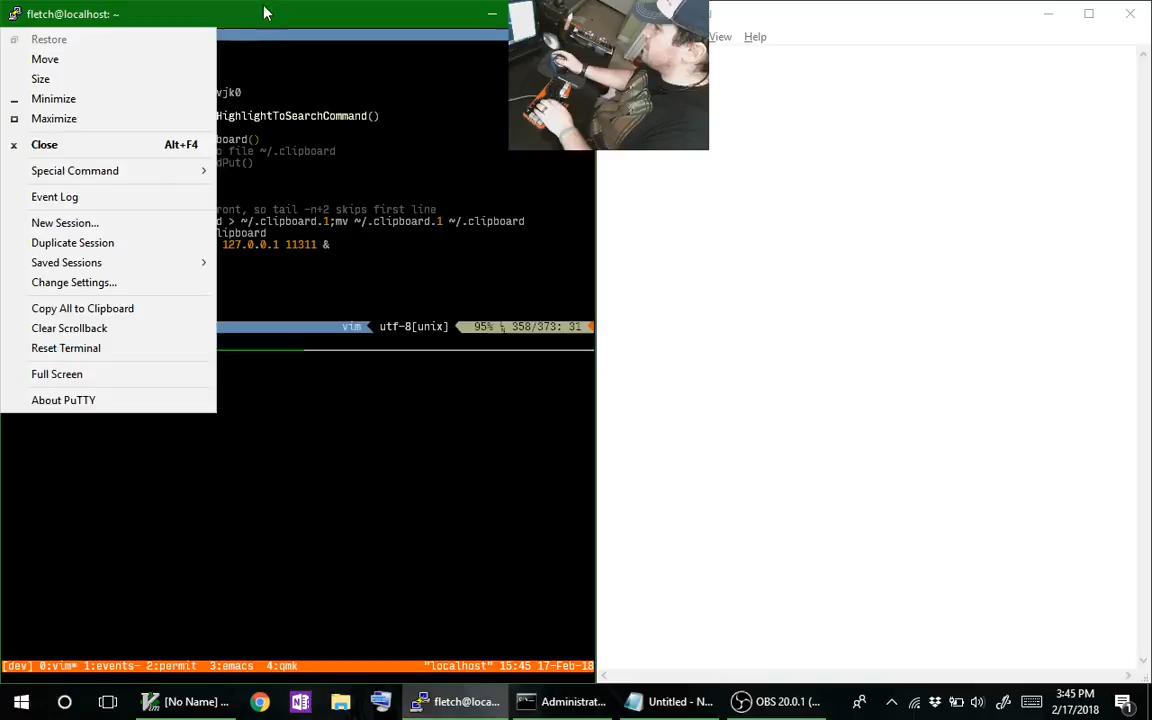 fletch@localhost: ~
Restore
Move
Size
Minimize
Maximize
Close Alt+F4
Special Command
Event Log
New Session...
Duplicate Session
Saved Sessions
Change Settings...
Copy All to Clipboard
Clear Scrollback
Reset Terminal
Full Screen
About PuTTY
vjk0
HighlightToSearchCommand()
board()
o file ~/.clipboard
dPut()
ront, so tail -n+2 skips first line
d > ~/.clipboard.1;mv ~/.clipboard.1 ~/.clipboard
lipboard
127.0.0.1 11311 &
vim utf-8[unix] 95% 358/373: 31
[dev] 0:vim* 1:events- 2:permit 3:emacs 4:qmk "localhost" 15:45 17-Feb-18
View Help
[No Name] ...
fletch@loca...
Administrat...
Untitled - N...
OBS 20.0.1 (...
3:45 PM
2/17/2018
1